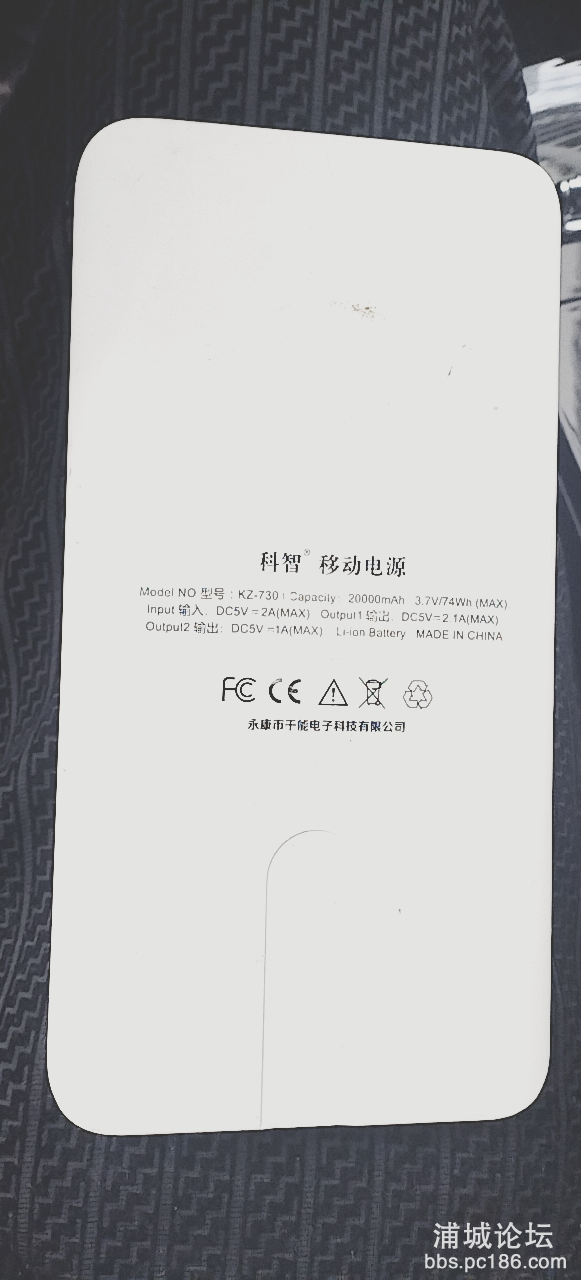 科智® 移动电源
Model NO 型号: KZ-730 Capacity: 20000mAh 3.7V/74Wh (MAX)
Input 输入: DC5V⎓2A(MAX) Output1 输出: DC5V⎓2.1A(MAX)
Output2 输出: DC5V⎓1A(MAX) Li-ion Battery MADE IN CHINA
FC CE
永康市千能电子科技有限公司
浦城论坛
bbs.pc186.com